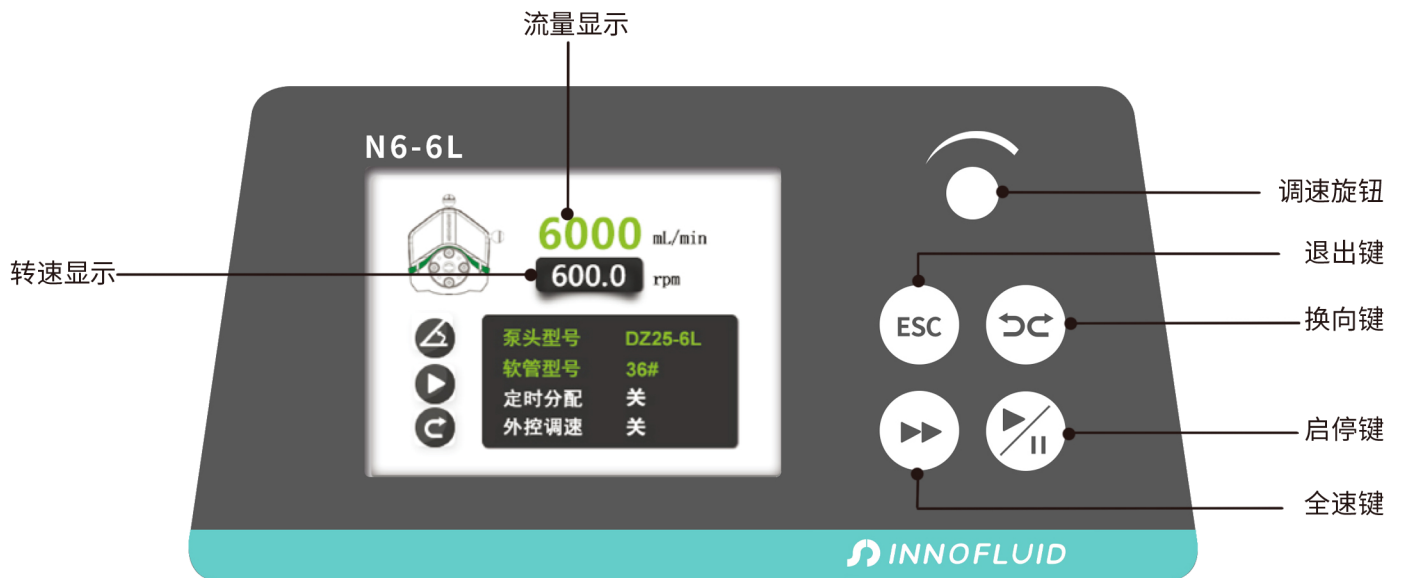 流量显示
N6-6L
6000 mL/min
转速显示
600.0 rpm
泵头型号 DZ25-6L
软管型号 36#
定时分配 关
外控调速 关
调速旋钮
退出键
ESC
换向键
启停键
全速键
INNOFLUID